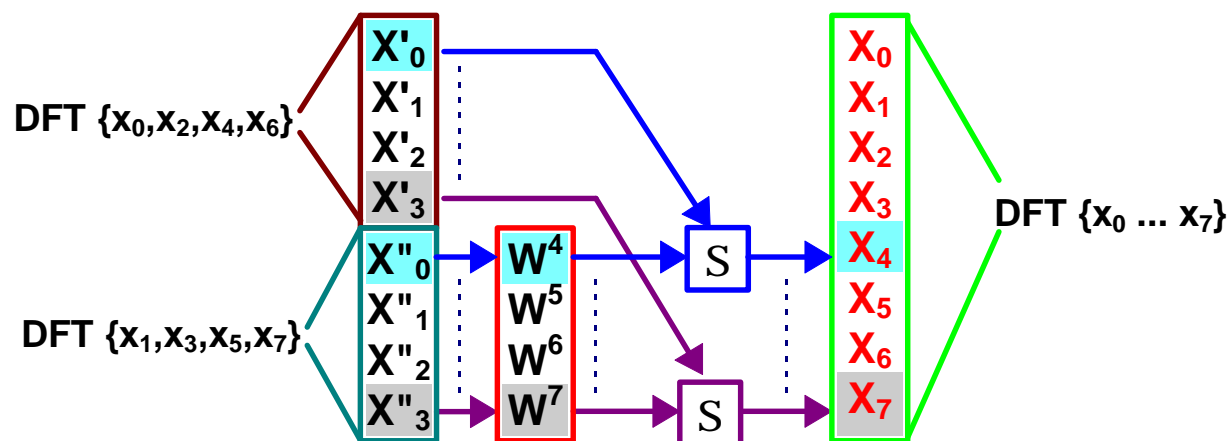 DFT {x₀,x₂,x₄,x₆}
X'₀
X'₁
X'₂
X'₃
DFT {x₁,x₃,x₅,x₇}
X"₀
X"₁
X"₂
X"₃
W⁴
W⁵
W⁶
W⁷
S
S
X₀
X₁
X₂
X₃
X₄
X₅
X₆
X₇
DFT {x₀ ... x₇}